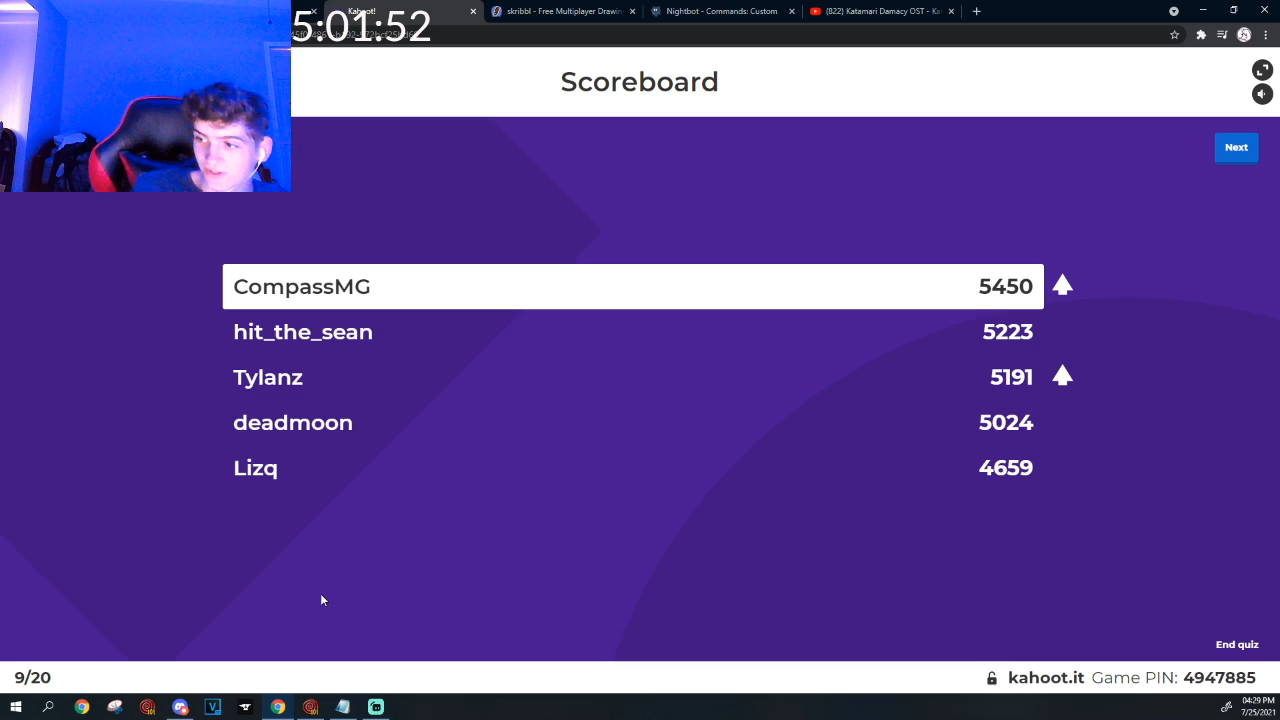 Kahoot!
skribbl - Free Multiplayer Drawin
Nightbot - Commands: Custom
(822) Katamari Damacy OST - Ka
5:01:52
Scoreboard
Next
CompassMG 5450
hit_the_sean 5223
Tylanz 5191
deadmoon 5024
Lizq 4659
End quiz
9/20
kahoot.it Game PIN: 4947885
04:29 PM
7/25/2021